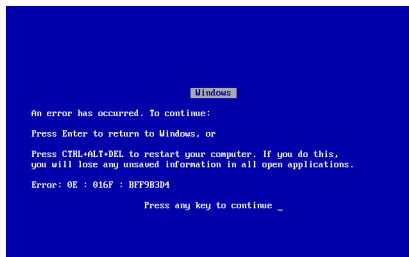 Windows
An error has occurred. To continue:
Press Enter to return to Windows, or
Press CTRL+ALT+DEL to restart your computer. If you do this,
you will lose any unsaved information in all open applications.
Error: 0E : 016F : BFF9B3D4
Press any key to continue _